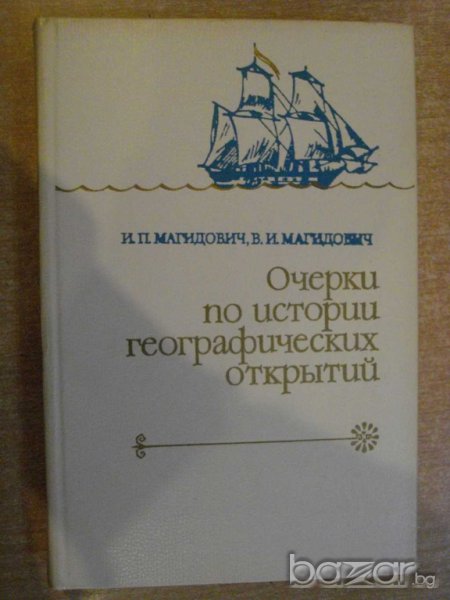 И.П. МАГИДОВИЧ, В.И. МАГИДОВИЧ
Очерки
по истории
географических
открытий
bazar.bg